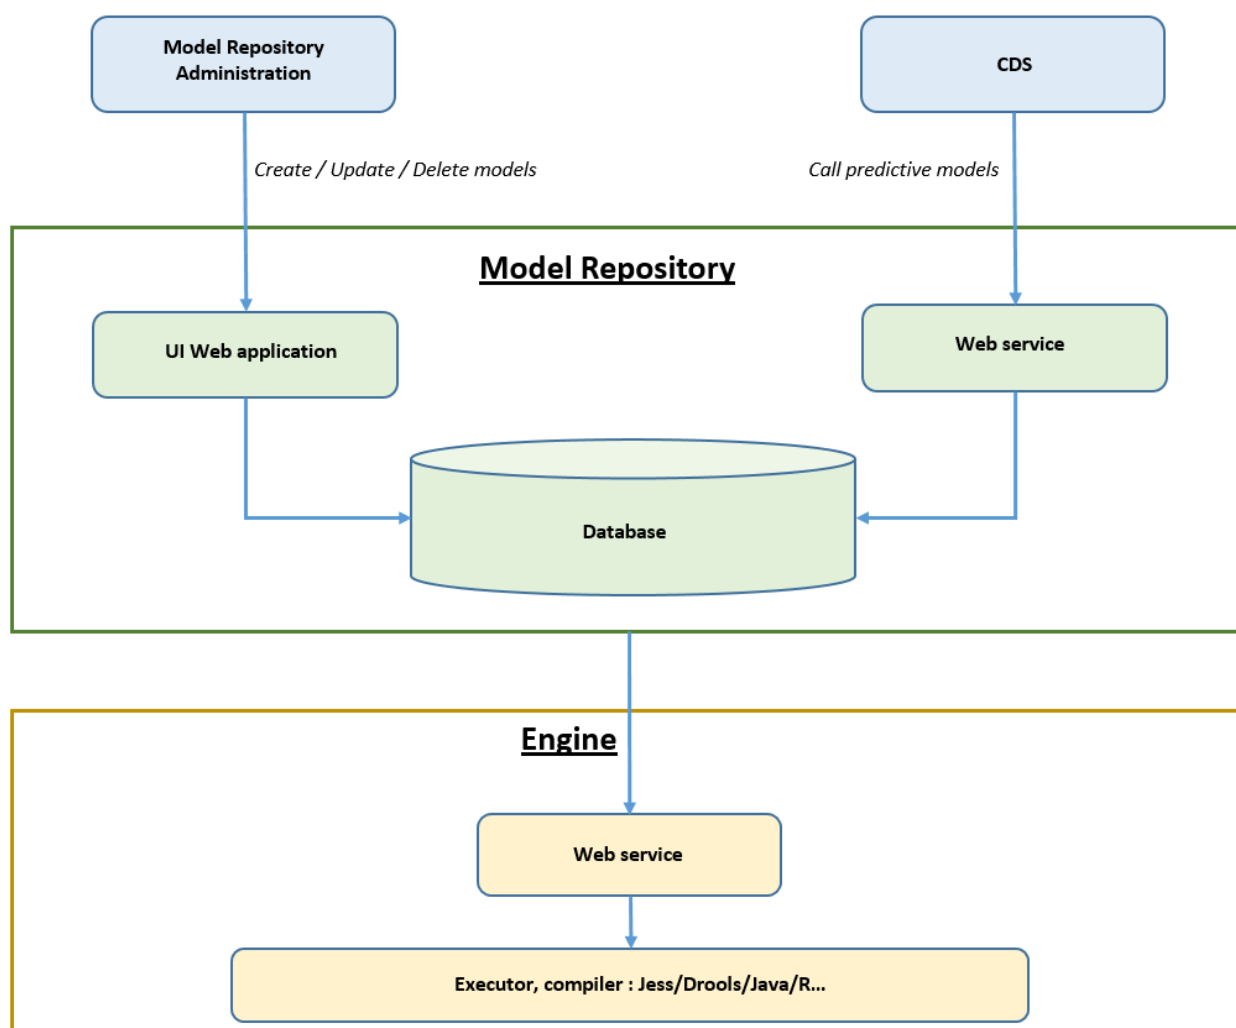 Model Repository
Administration
CDS
Create / Update / Delete models
Call predictive models
Model Repository
UI Web application
Web service
Database
Engine
Web service
Executor, compiler : Jess/Drools/Java/R...